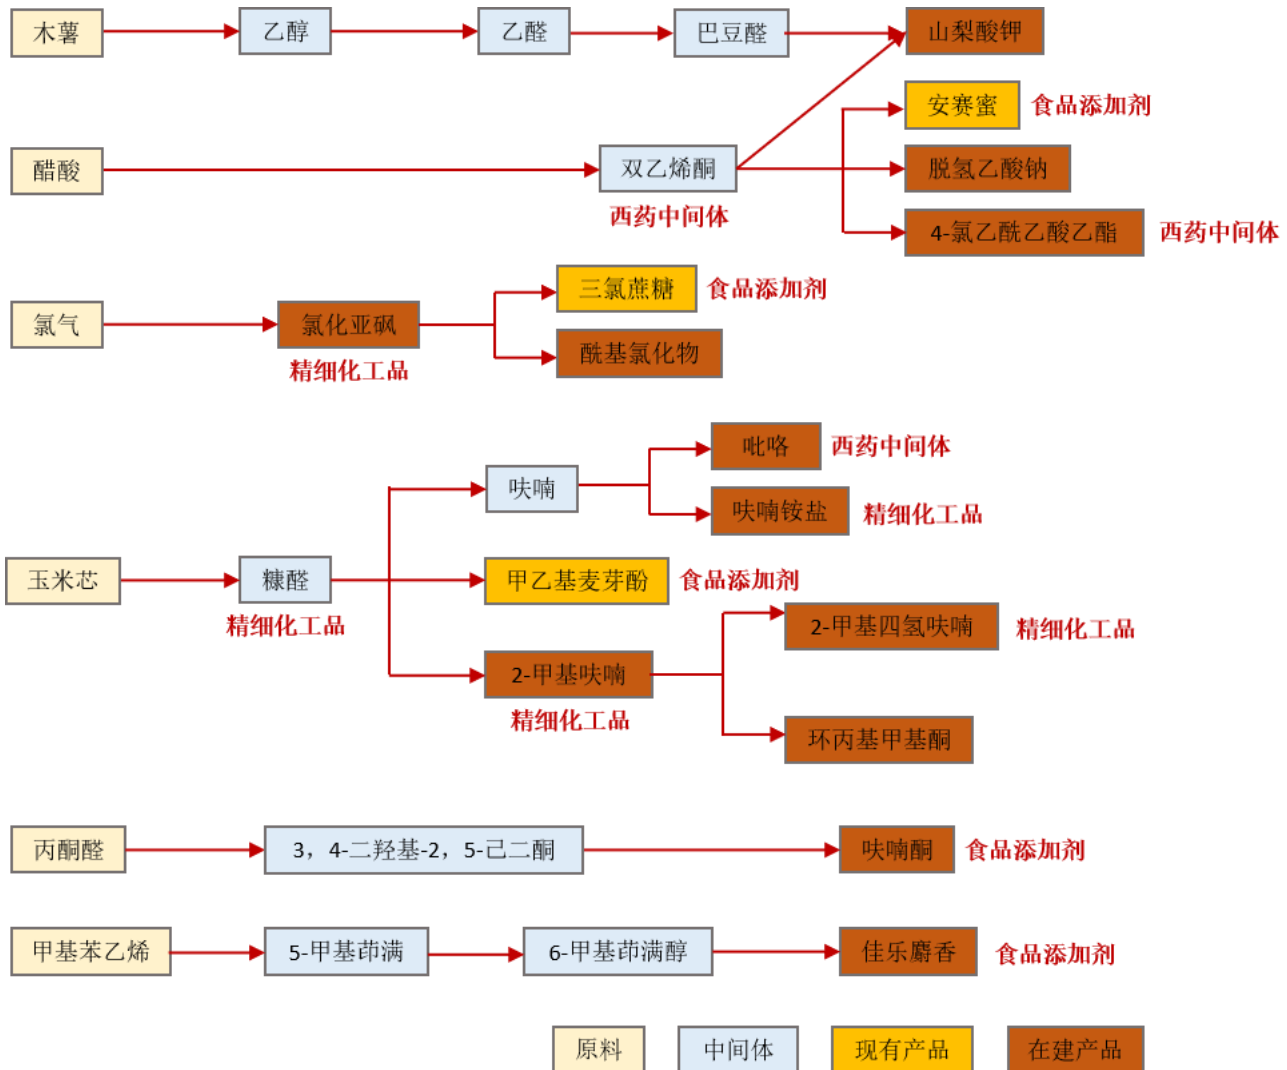 木薯
乙醇
乙醛
巴豆醛
山梨酸钾
安赛蜜
食品添加剂
醋酸
双乙烯酮
西药中间体
脱氢乙酸钠
4-氯乙酰乙酸乙酯
西药中间体
氯气
氯化亚砜
精细化工品
三氯蔗糖
食品添加剂
酰基氯化物
玉米芯
糠醛
精细化工品
呋喃
吡咯
西药中间体
呋喃铵盐
精细化工品
甲乙基麦芽酚
食品添加剂
2-甲基呋喃
精细化工品
2-甲基四氢呋喃
精细化工品
环丙基甲基酮
丙酮醛
3，4-二羟基-2，5-己二酮
呋喃酮
食品添加剂
甲基苯乙烯
5-甲基茚满
6-甲基茚满醇
佳乐麝香
食品添加剂
原料
中间体
现有产品
在建产品